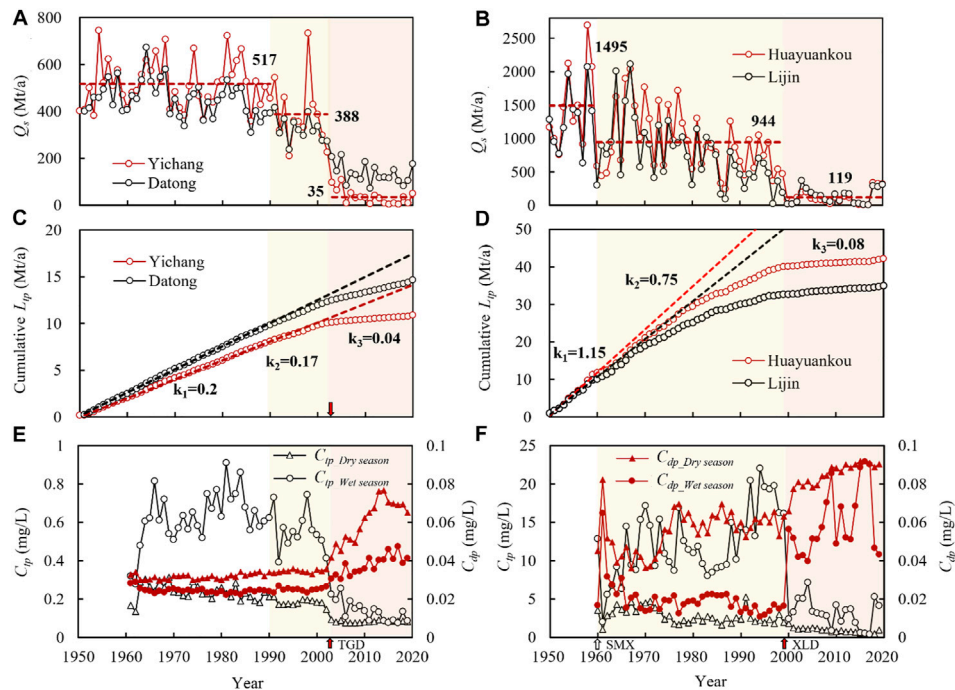 A
Qs (Mt/a)
800
600
400
200
0
517
388
35
Yichang
Datong
B
Qs (Mt/a)
2500
2000
1500
1000
500
0
1495
944
119
Huayuankou
Lijin
C
Cumulative Ltp (Mt/a)
20
15
10
5
0
Yichang
Datong
k1=0.2
k2=0.17
k3=0.04
D
Cumulative Ltp (Mt/a)
50
40
30
20
10
0
k1=1.15
k2=0.75
k3=0.08
Huayuankou
Lijin
E
Ctp (mg/L)
1
0.8
0.6
0.4
0.2
0
Ctp_Dry season
Ctp_Wet season
0.1
0.08
0.06
0.04
0.02
0
Cdp (mg/L)
TGD
1950 1960 1970 1980 1990 2000 2010 2020
Year
F
Ctp (mg/L)
25
20
15
10
5
0
Cdp_Dry season
Cdp_Wet season
0.1
0.08
0.06
0.04
0.02
0
Cdp (mg/L)
SMX
XLD
1950 1960 1970 1980 1990 2000 2010 2020
Year